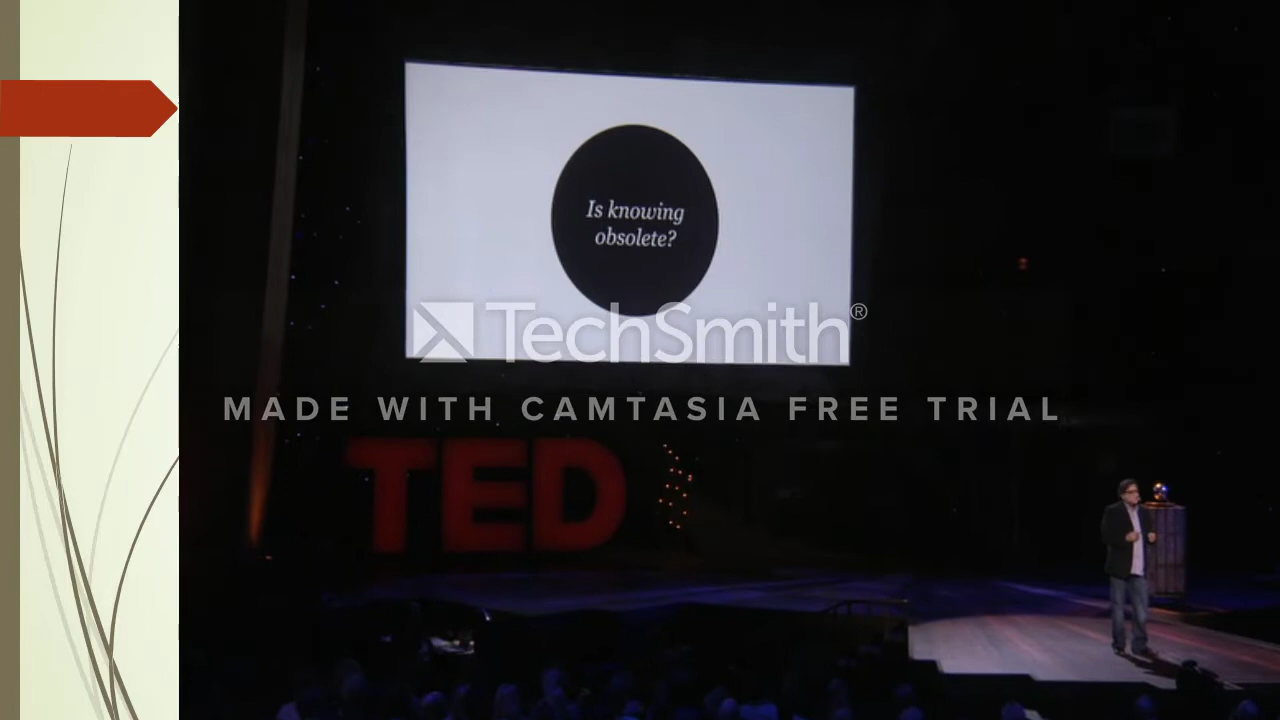 Is knowing
obsolete?
TechSmith®
MADE WITH CAMTASIA FREE TRIAL
TED